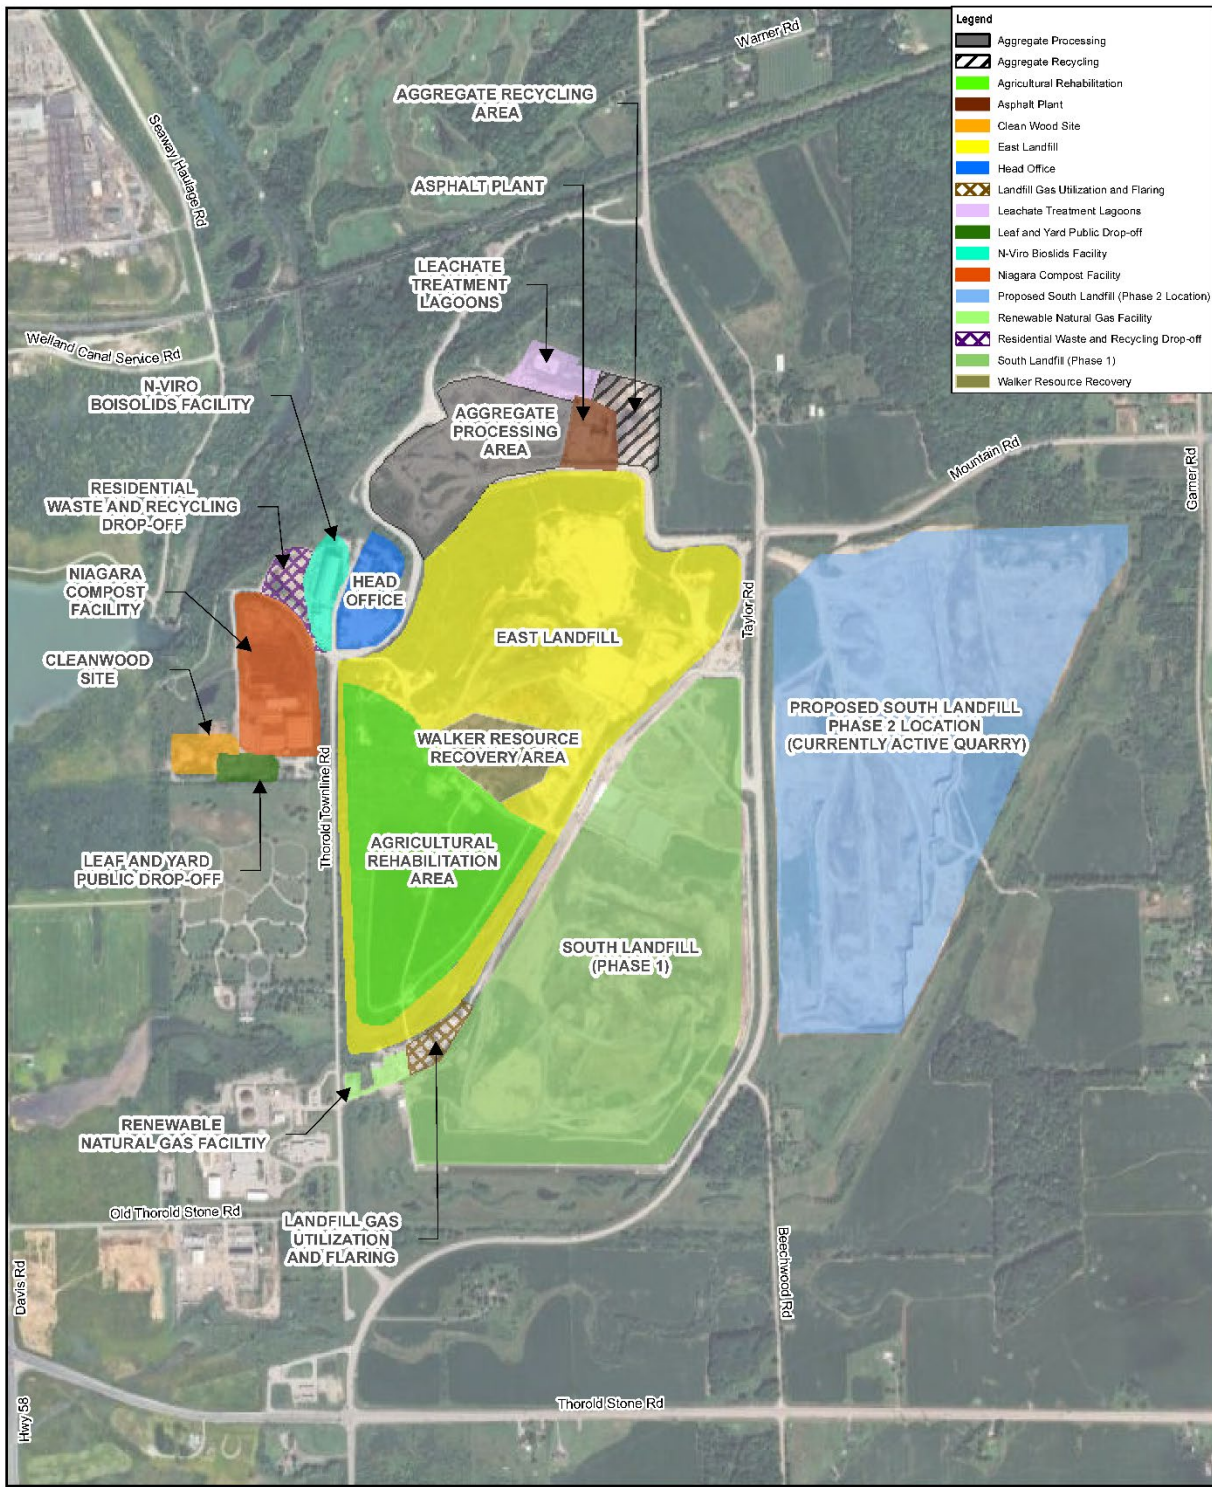 Legend
Aggregate Processing
Aggregate Recycling
Agricultural Rehabilitation
Asphalt Plant
Clean Wood Site
East Landfill
Head Office
Landfill Gas Utilization and Flaring
Leachate Treatment Lagoons
Leaf and Yard Public Drop-off
N-Viro Bioslids Facility
Niagara Compost Facility
Proposed South Landfill (Phase 2 Location)
Renewable Natural Gas Facility
Residential Waste and Recycling Drop-off
South Landfill (Phase 1)
Walker Resource Recovery
Warner Rd
AGGREGATE RECYCLING
AREA
Seaway Haulage Rd
ASPHALT PLANT
LEACHATE
TREATMENT
LAGOONS
Welland Canal Service Rd
N-VIRO
BOISOLIDS FACILITY
AGGREGATE
PROCESSING
AREA
Mountain Rd
Garner Rd
RESIDENTIAL
WASTE AND RECYCLING
DROP-OFF
NIAGARA
COMPOST
FACILITY
HEAD
OFFICE
Taylor Rd
EAST LANDFILL
CLEANWOOD
SITE
PROPOSED SOUTH LANDFILL
PHASE 2 LOCATION
(CURRENTLY ACTIVE QUARRY)
WALKER RESOURCE
RECOVERY AREA
Thorold Townline Rd
AGRICULTURAL
REHABILITATION
AREA
LEAF AND YARD
PUBLIC DROP-OFF
SOUTH LANDFILL
(PHASE 1)
RENEWABLE
NATURAL GAS FACILTIY
Old Thorold Stone Rd
LANDFILL GAS
UTILIZATION
AND FLARING
Davis Rd
Beechwood Rd
Hwy 58
Thorold Stone Rd